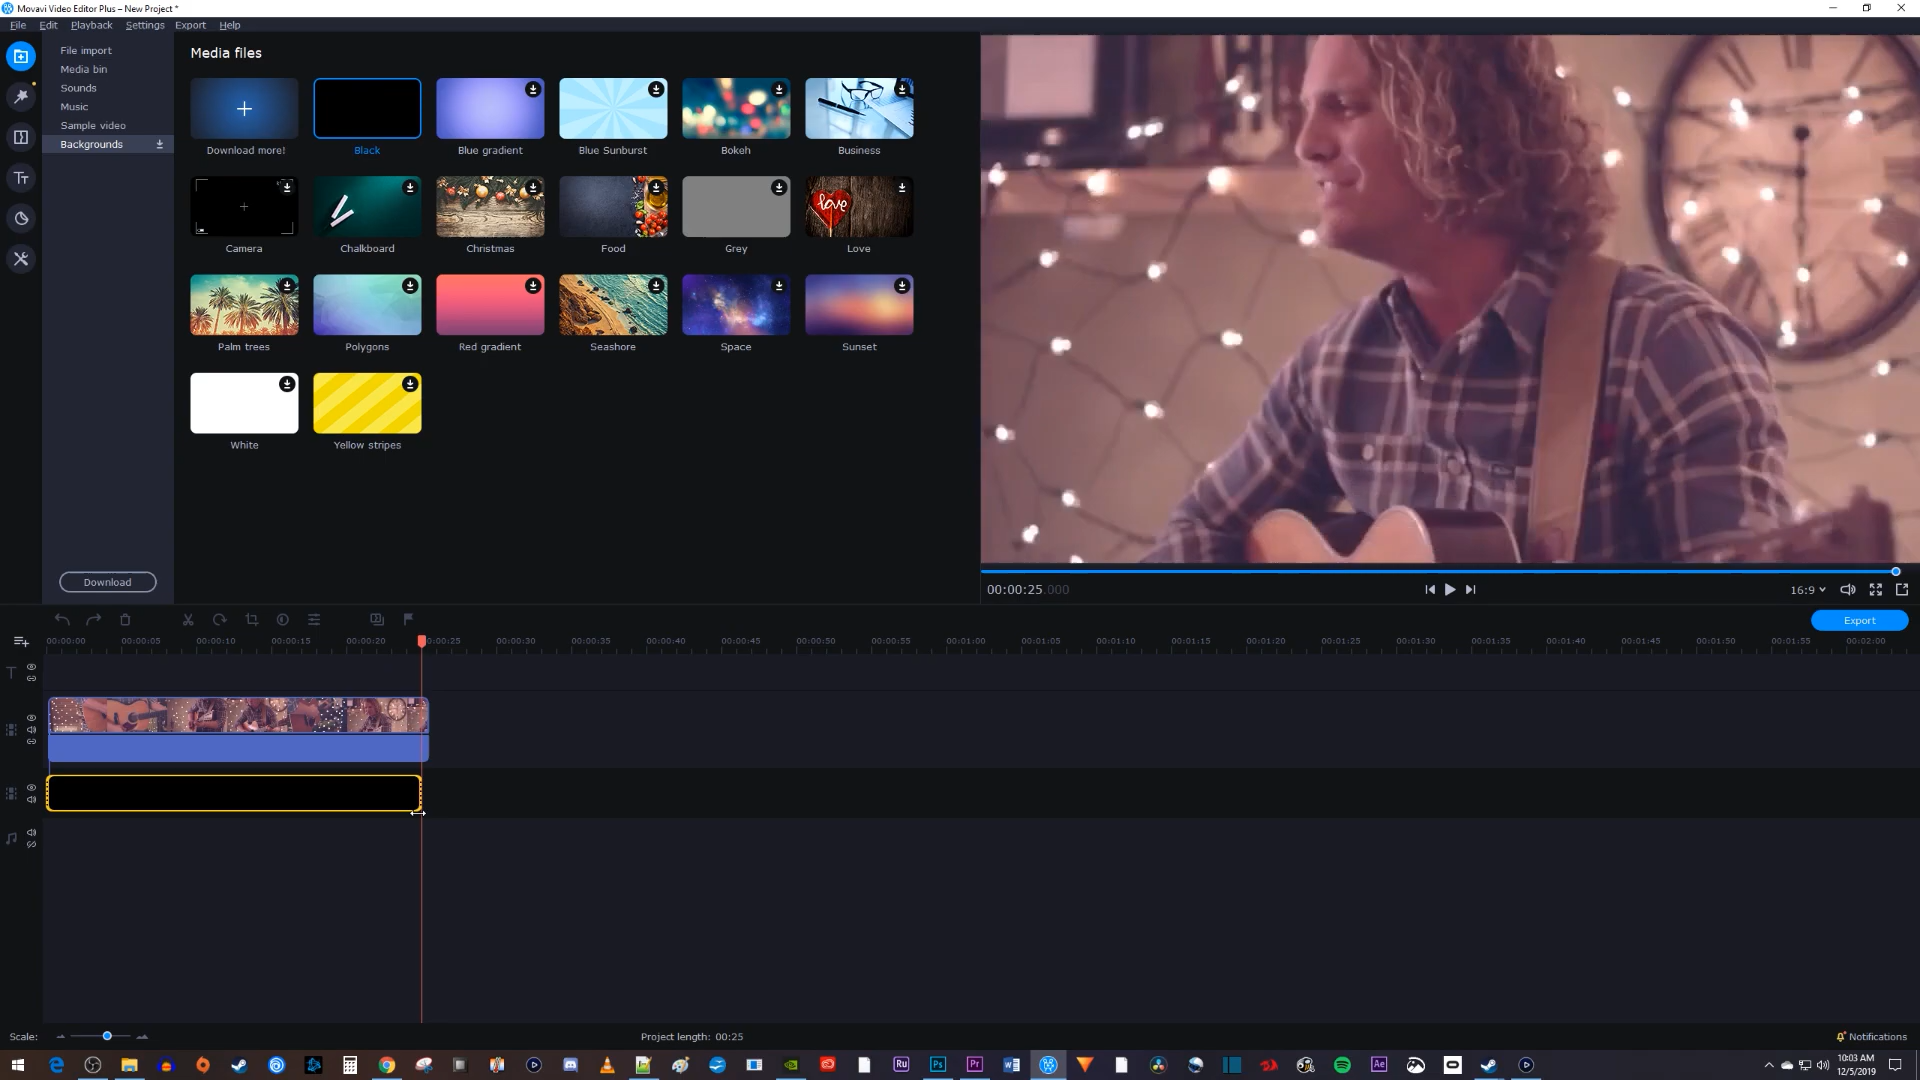 Movavi Video Editor Plus – New Project *
File Edit Playback Settings Export Help
File import
Media bin
Sounds
Music
Sample video
Backgrounds
Download
Media files
Download more!
Black
Blue gradient
Blue Sunburst
Bokeh
Business
Camera
Chalkboard
Christmas
Food
Grey
love
Love
Palm trees
Polygons
Red gradient
Seashore
Space
Sunset
White
Yellow stripes
00:00:25.000
16:9
Export
00:00:00 00:00:05 00:00:10 00:00:15 00:00:20 00:00:25 00:00:30 00:00:35 00:00:40 00:00:45 00:00:50 00:00:55 00:01:00 00:01:05 00:01:10 00:01:15 00:01:20 00:01:25 00:01:30 00:01:35 00:01:40 00:01:45 00:01:50 00:01:55 00:02:00
Scale:
Project length: 00:25
Notifications
Ru Ps Pr Ae
10:03 AM
12/5/2019